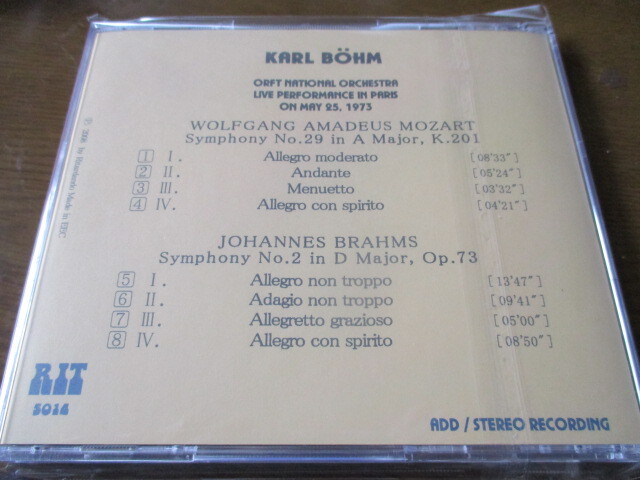 KARL BÖHM
ORFT NATIONAL ORCHESTRA
LIVE PERFORMANCE IN PARIS
ON MAY 25, 1973
WOLFGANG AMADEUS MOZART
Symphony No.29 in A Major, K.201
1 I. Allegro moderato [08'33"]
2 II. Andante [05'24"]
3 III. Menuetto [03'32"]
4 IV. Allegro con spirito [04'21"]
JOHANNES BRAHMS
Symphony No.2 in D Major, Op.73
5 I. Allegro non troppo [13'47"]
6 II. Adagio non troppo [09'41"]
7 III. Allegretto grazioso [05'00"]
8 IV. Allegro con spirito [08'50"]
RIT
5014
ADD / STEREO RECORDING
Made in EEC